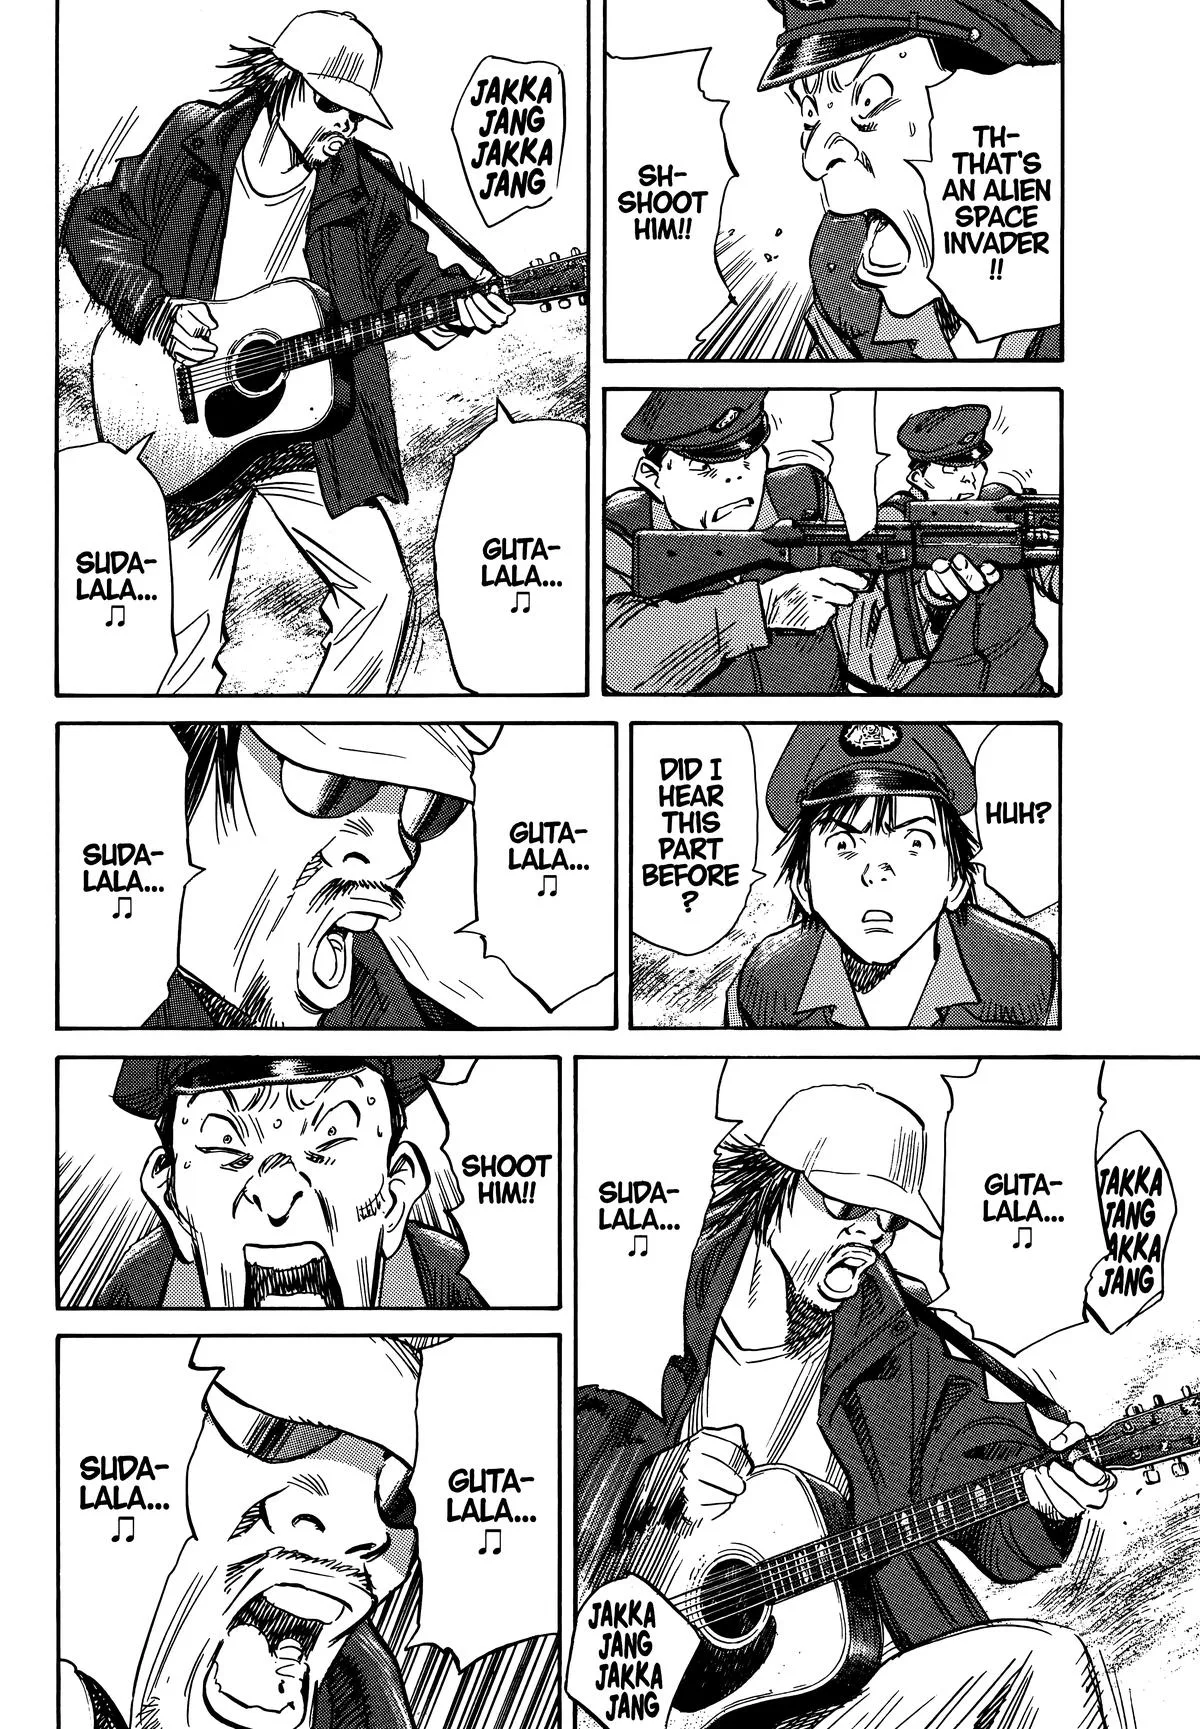 TH-
THAT'S
AN ALIEN
SPACE
INVADER
!!
SH-
SHOOT
HIM!!
JAKKA
JANG
JAKKA
JANG
GUTA-
LALA...
♫
SUDA-
LALA...
♫
HUH?
DID I
HEAR
THIS
PART
BEFORE
?
GUTA-
LALA...
♫
SUDA-
LALA...
♫
JAKKA
JANG
AKKA
JANG
GUTA-
LALA...
♫
SUDA-
LALA...
♫
JAKKA
JANG
JAKKA
JANG
SHOOT
HIM!!
GUTA-
LALA...
♫
SUDA-
LALA...
♫